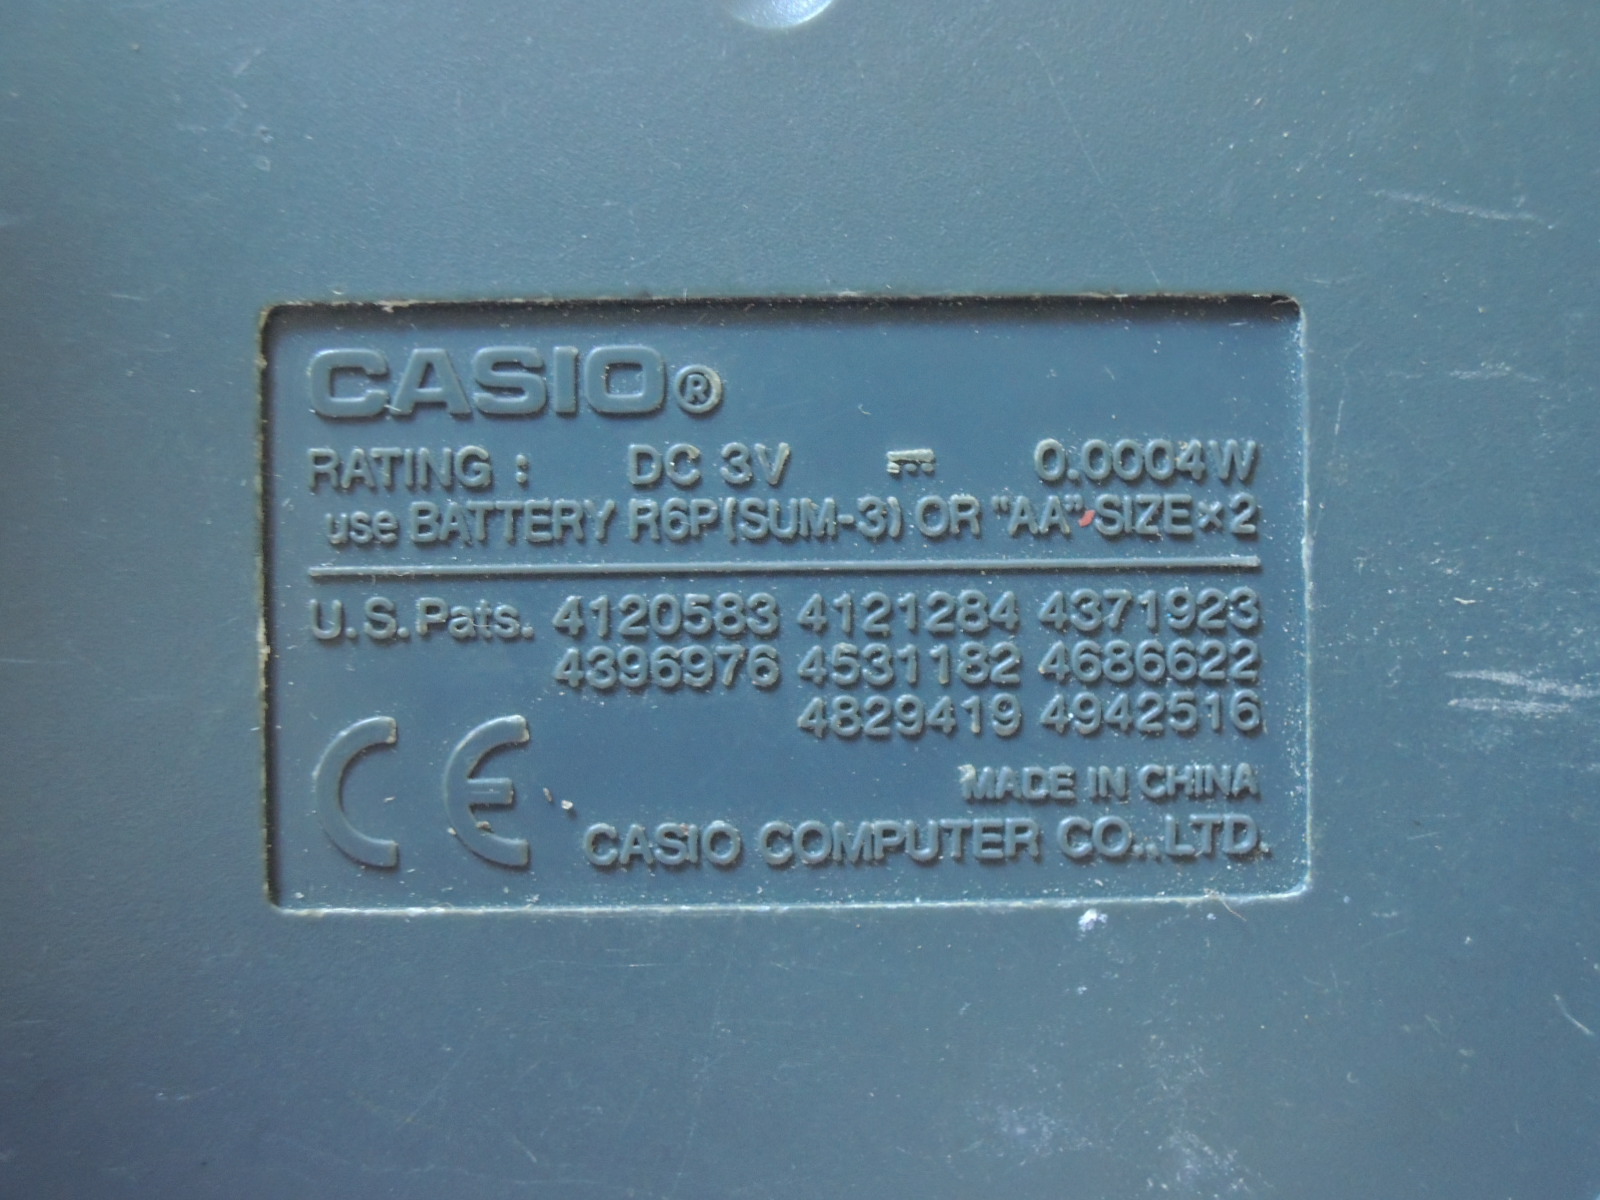 CASIO®
RATING : DC 3V ⎓ 0.0004W
use BATTERY R6P(SUM-3) OR "AA" SIZE×2
U.S. Pats. 4120583 4121284 4371923
4396976 4531182 4686622
4829419 4942516
CE
MADE IN CHINA
CASIO COMPUTER CO., LTD.